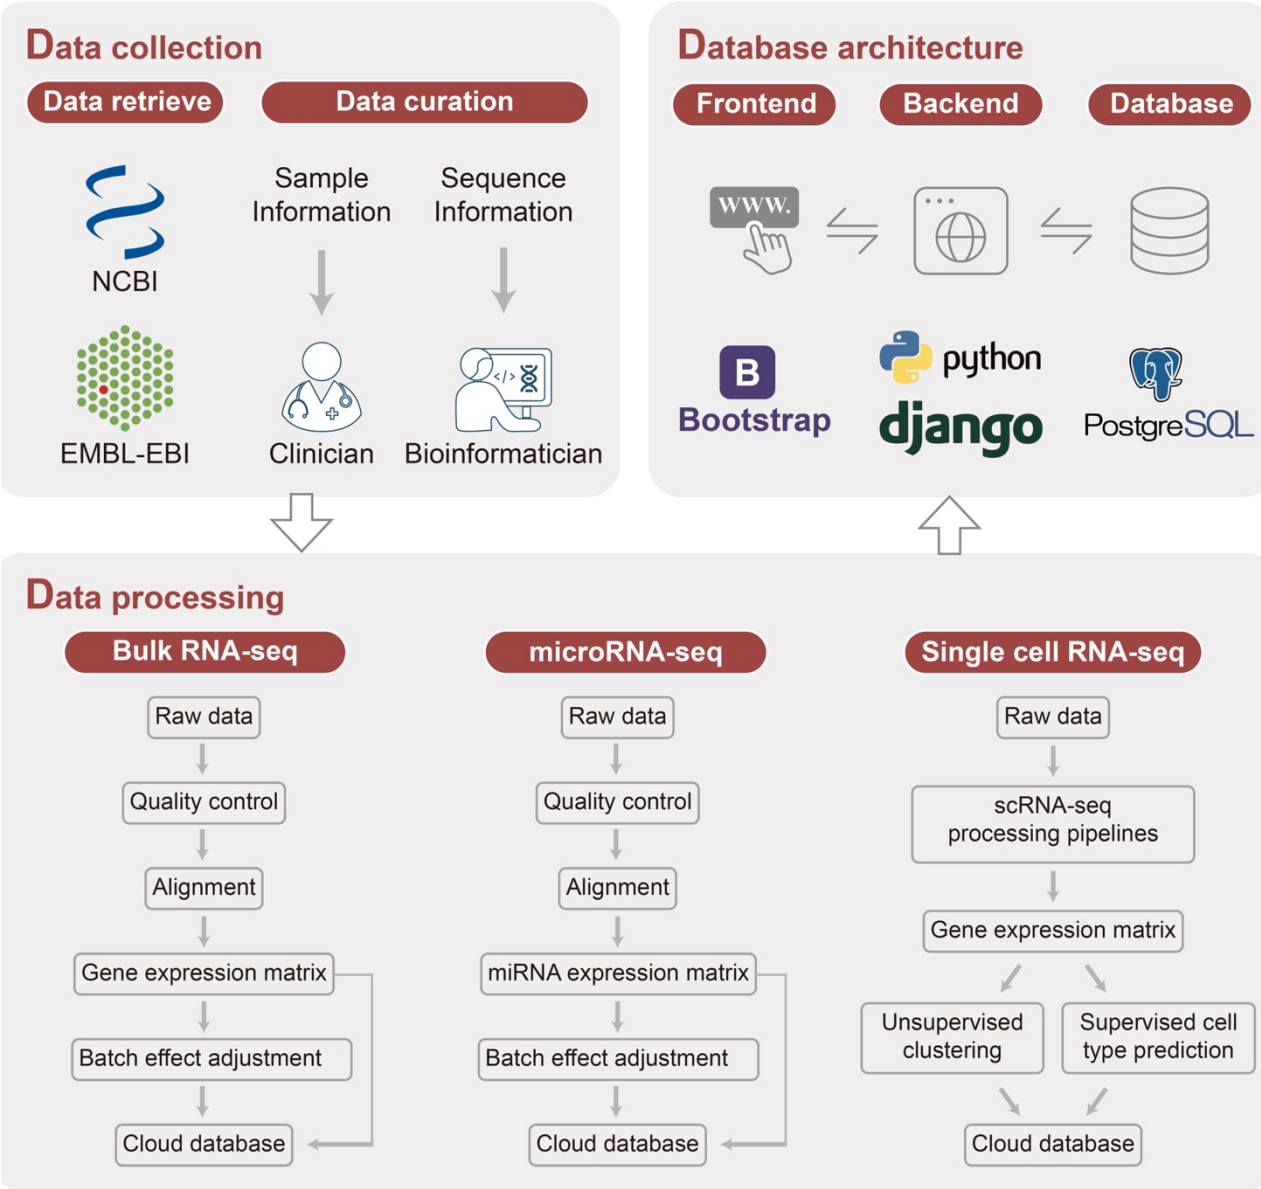 Data collection
Data retrieve
Data curation
NCBI
EMBL-EBI
Sample
Information
Clinician
Sequence
Information
</>
Bioinformatician
Database architecture
Frontend
Backend
Database
WWW.
B
Bootstrap
python
django
PostgreSQL
Data processing
Bulk RNA-seq
Raw data
Quality control
Alignment
Gene expression matrix
Batch effect adjustment
Cloud database
microRNA-seq
Raw data
Quality control
Alignment
miRNA expression matrix
Batch effect adjustment
Cloud database
Single cell RNA-seq
Raw data
scRNA-seq
processing pipelines
Gene expression matrix
Unsupervised
clustering
Supervised cell
type prediction
Cloud database